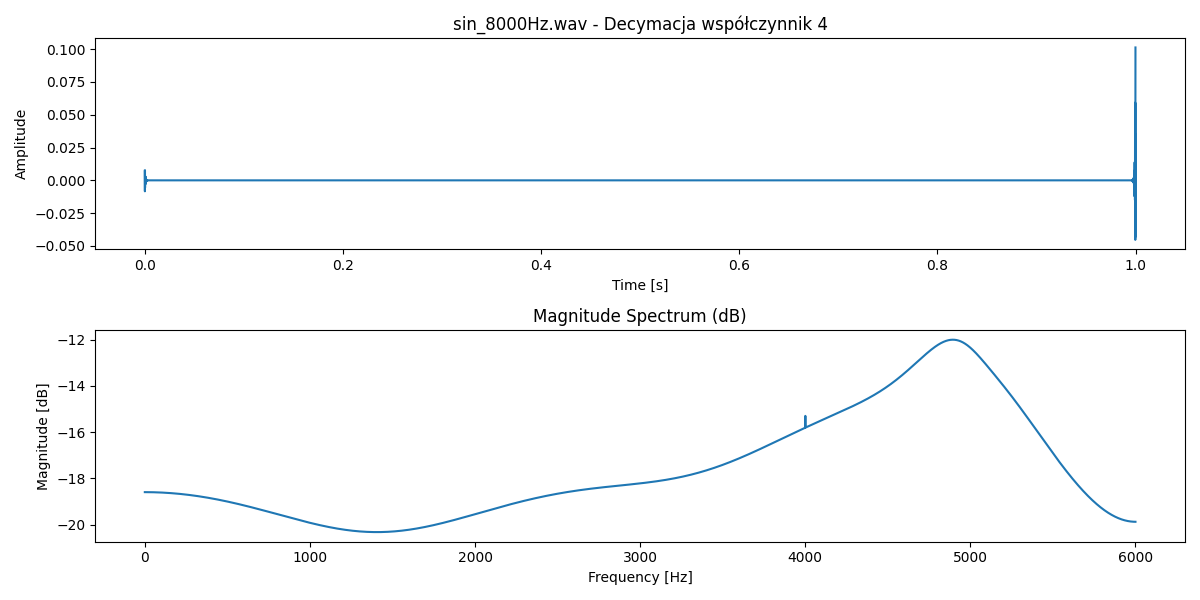 sin_8000Hz.wav - Decymacja współczynnik 4
0.100
0.075
0.050
0.025
0.000
−0.025
−0.050
Amplitude
0.0 0.2 0.4 0.6 0.8 1.0
Time [s]
Magnitude Spectrum (dB)
−12
−14
−16
−18
−20
Magnitude [dB]
0 1000 2000 3000 4000 5000 6000
Frequency [Hz]